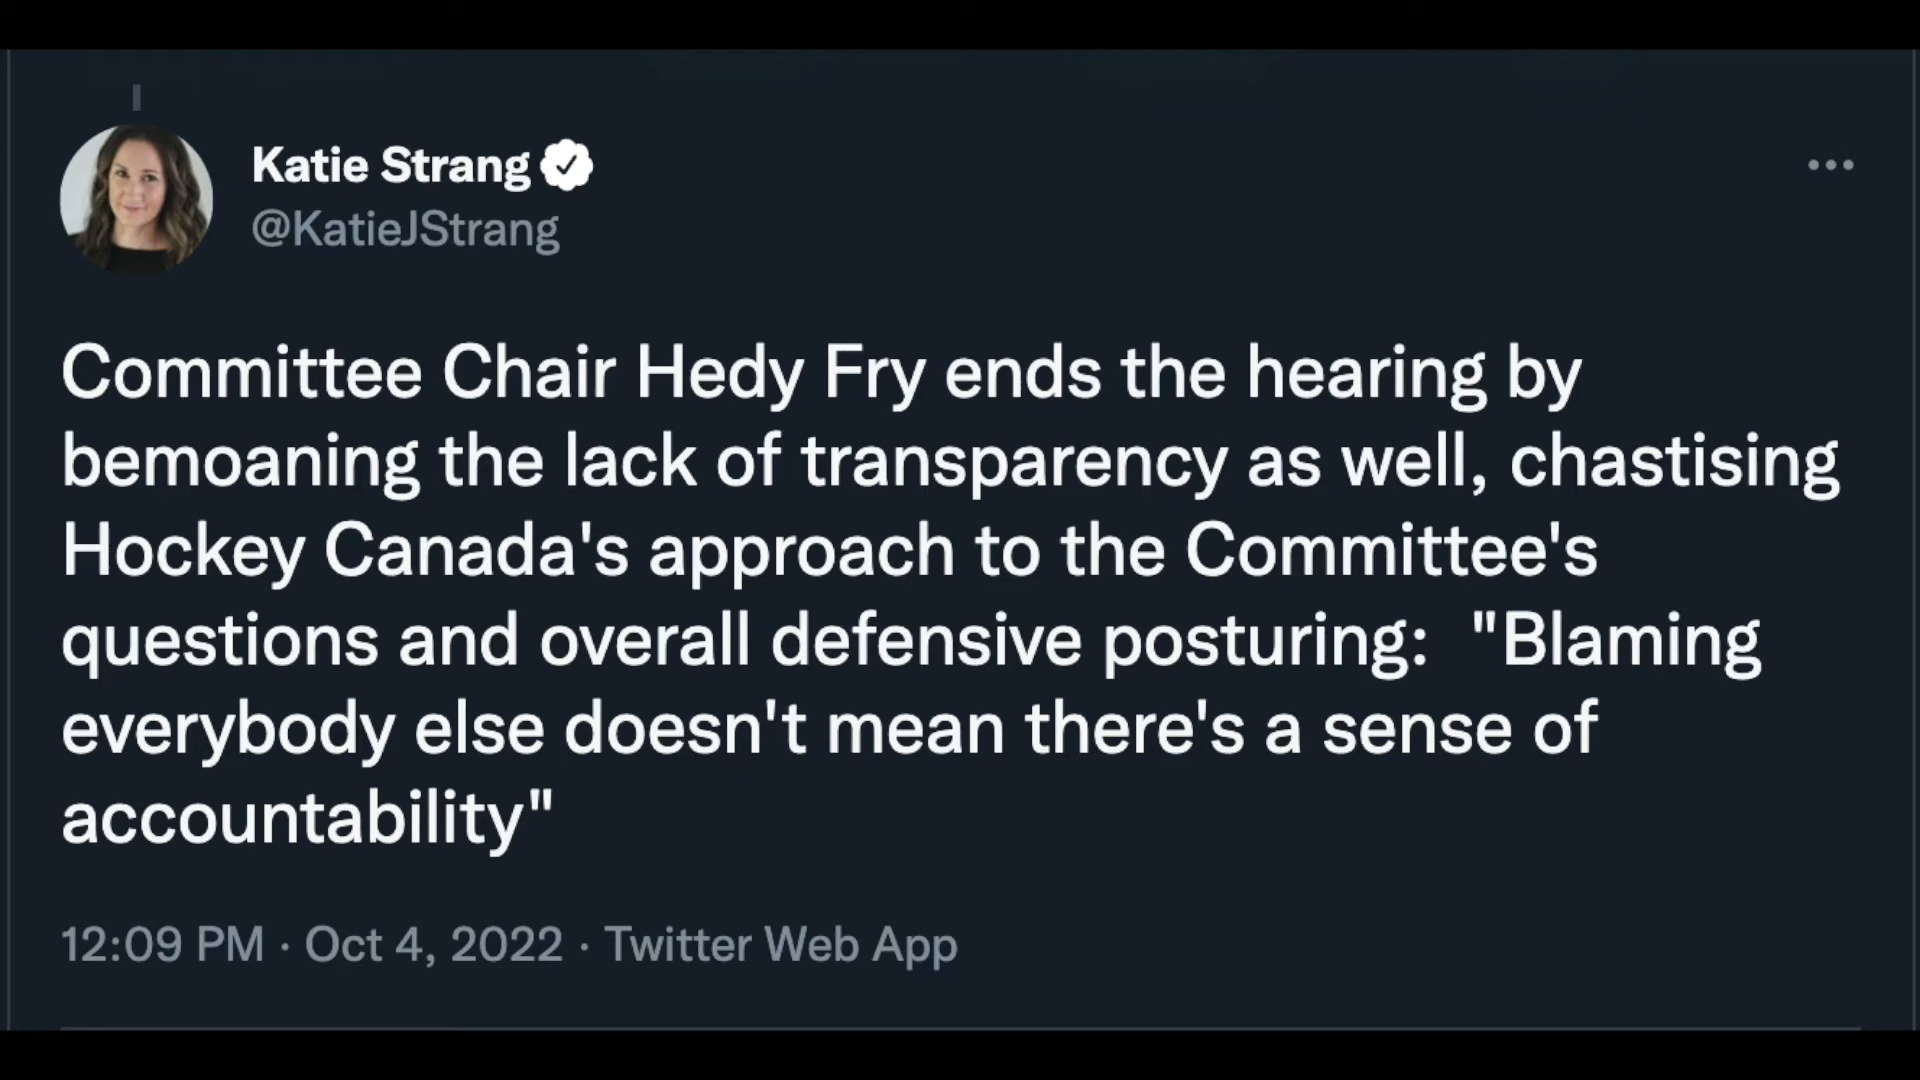 Katie Strang
@KatieJStrang
Committee Chair Hedy Fry ends the hearing by
bemoaning the lack of transparency as well, chastising
Hockey Canada's approach to the Committee's
questions and overall defensive posturing:  "Blaming
everybody else doesn't mean there's a sense of
accountability"
12:09 PM · Oct 4, 2022 · Twitter Web App